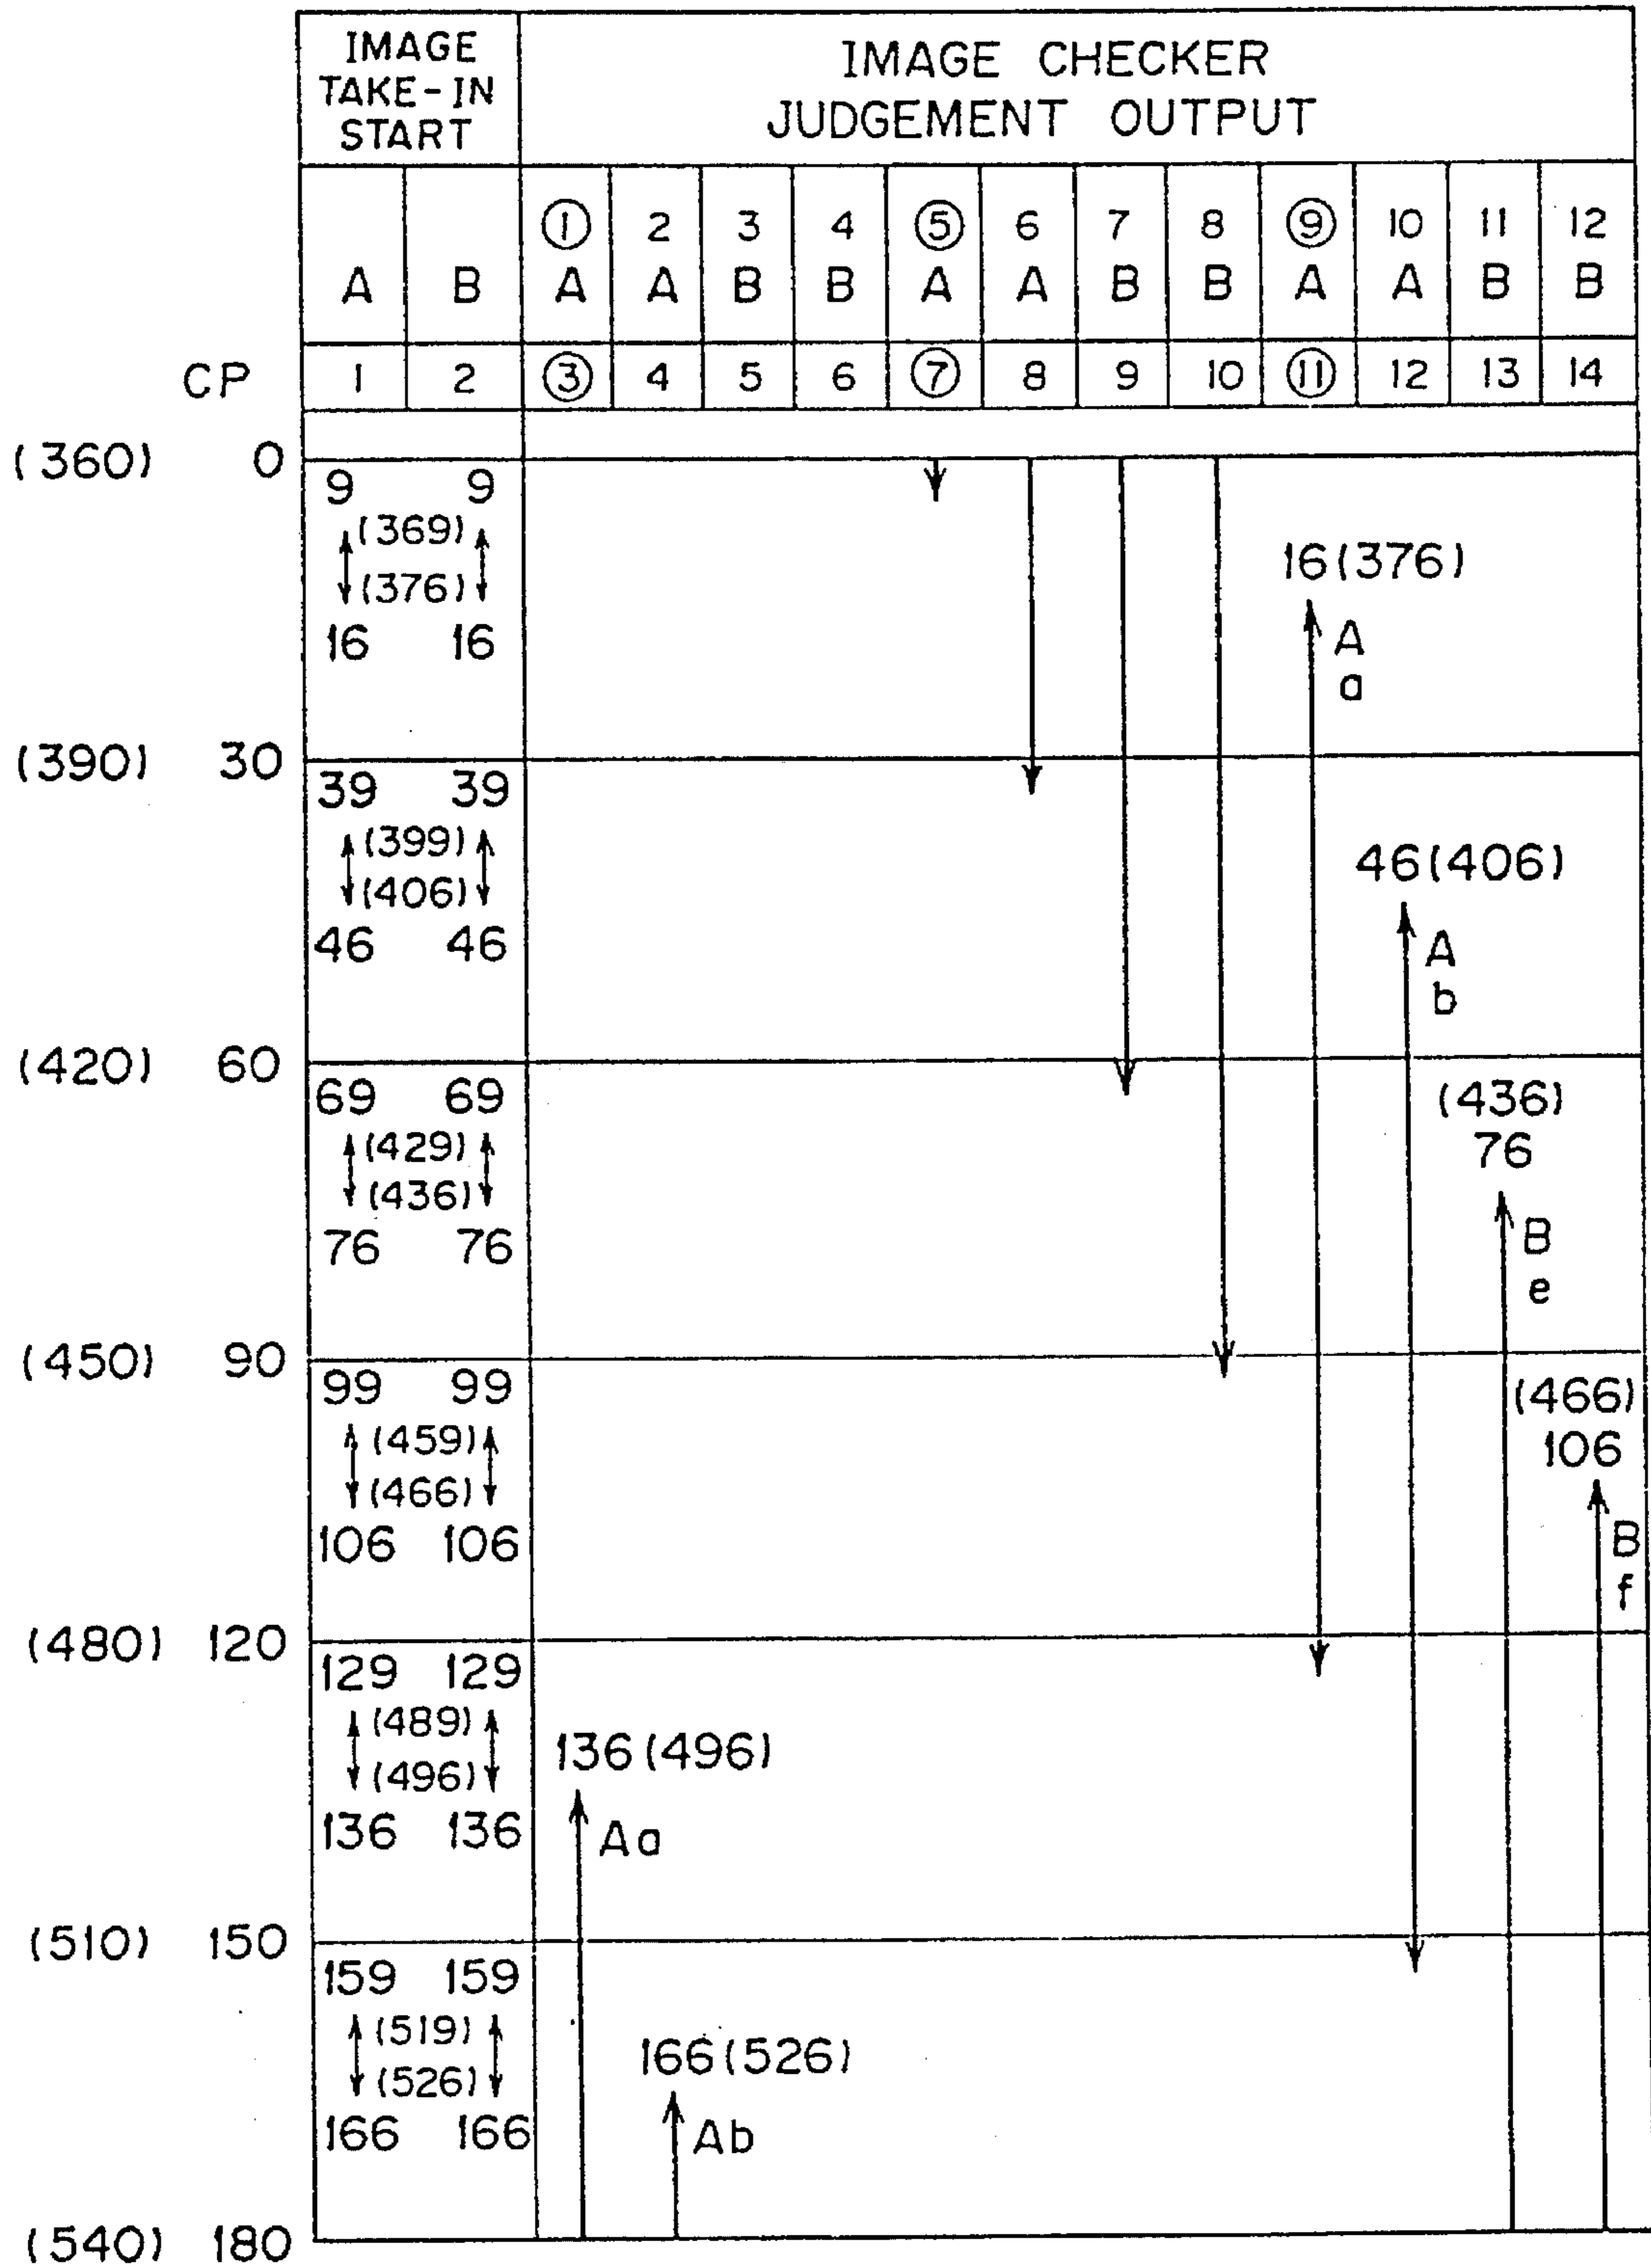 IMAGE TAKE-IN START
IMAGE CHECKER JUDGEMENT OUTPUT
① 2 3 4 ⑤ 6 7 8 ⑨ 10 11 12
A B A A B B A A B B A A B B
CP 1 2 ③ 4 5 6 ⑦ 8 9 10 ⑪ 12 13 14
(360) 0
9 9
(369)
16(376)
(376)
16 16
A
a
(390) 30
39 39
(399)
46(406)
(406)
46 46
A
b
(420) 60
69 69
(436)
(429)
76
(436)
76 76
B
e
(450) 90
99 99
(466)
(459)
106
(466)
106 106
B
f
(480) 120
129 129
(489)
136(496)
(496)
136 136
Aa
(510) 150
159 159
(519)
166(526)
(526)
166 166
Ab
(540) 180